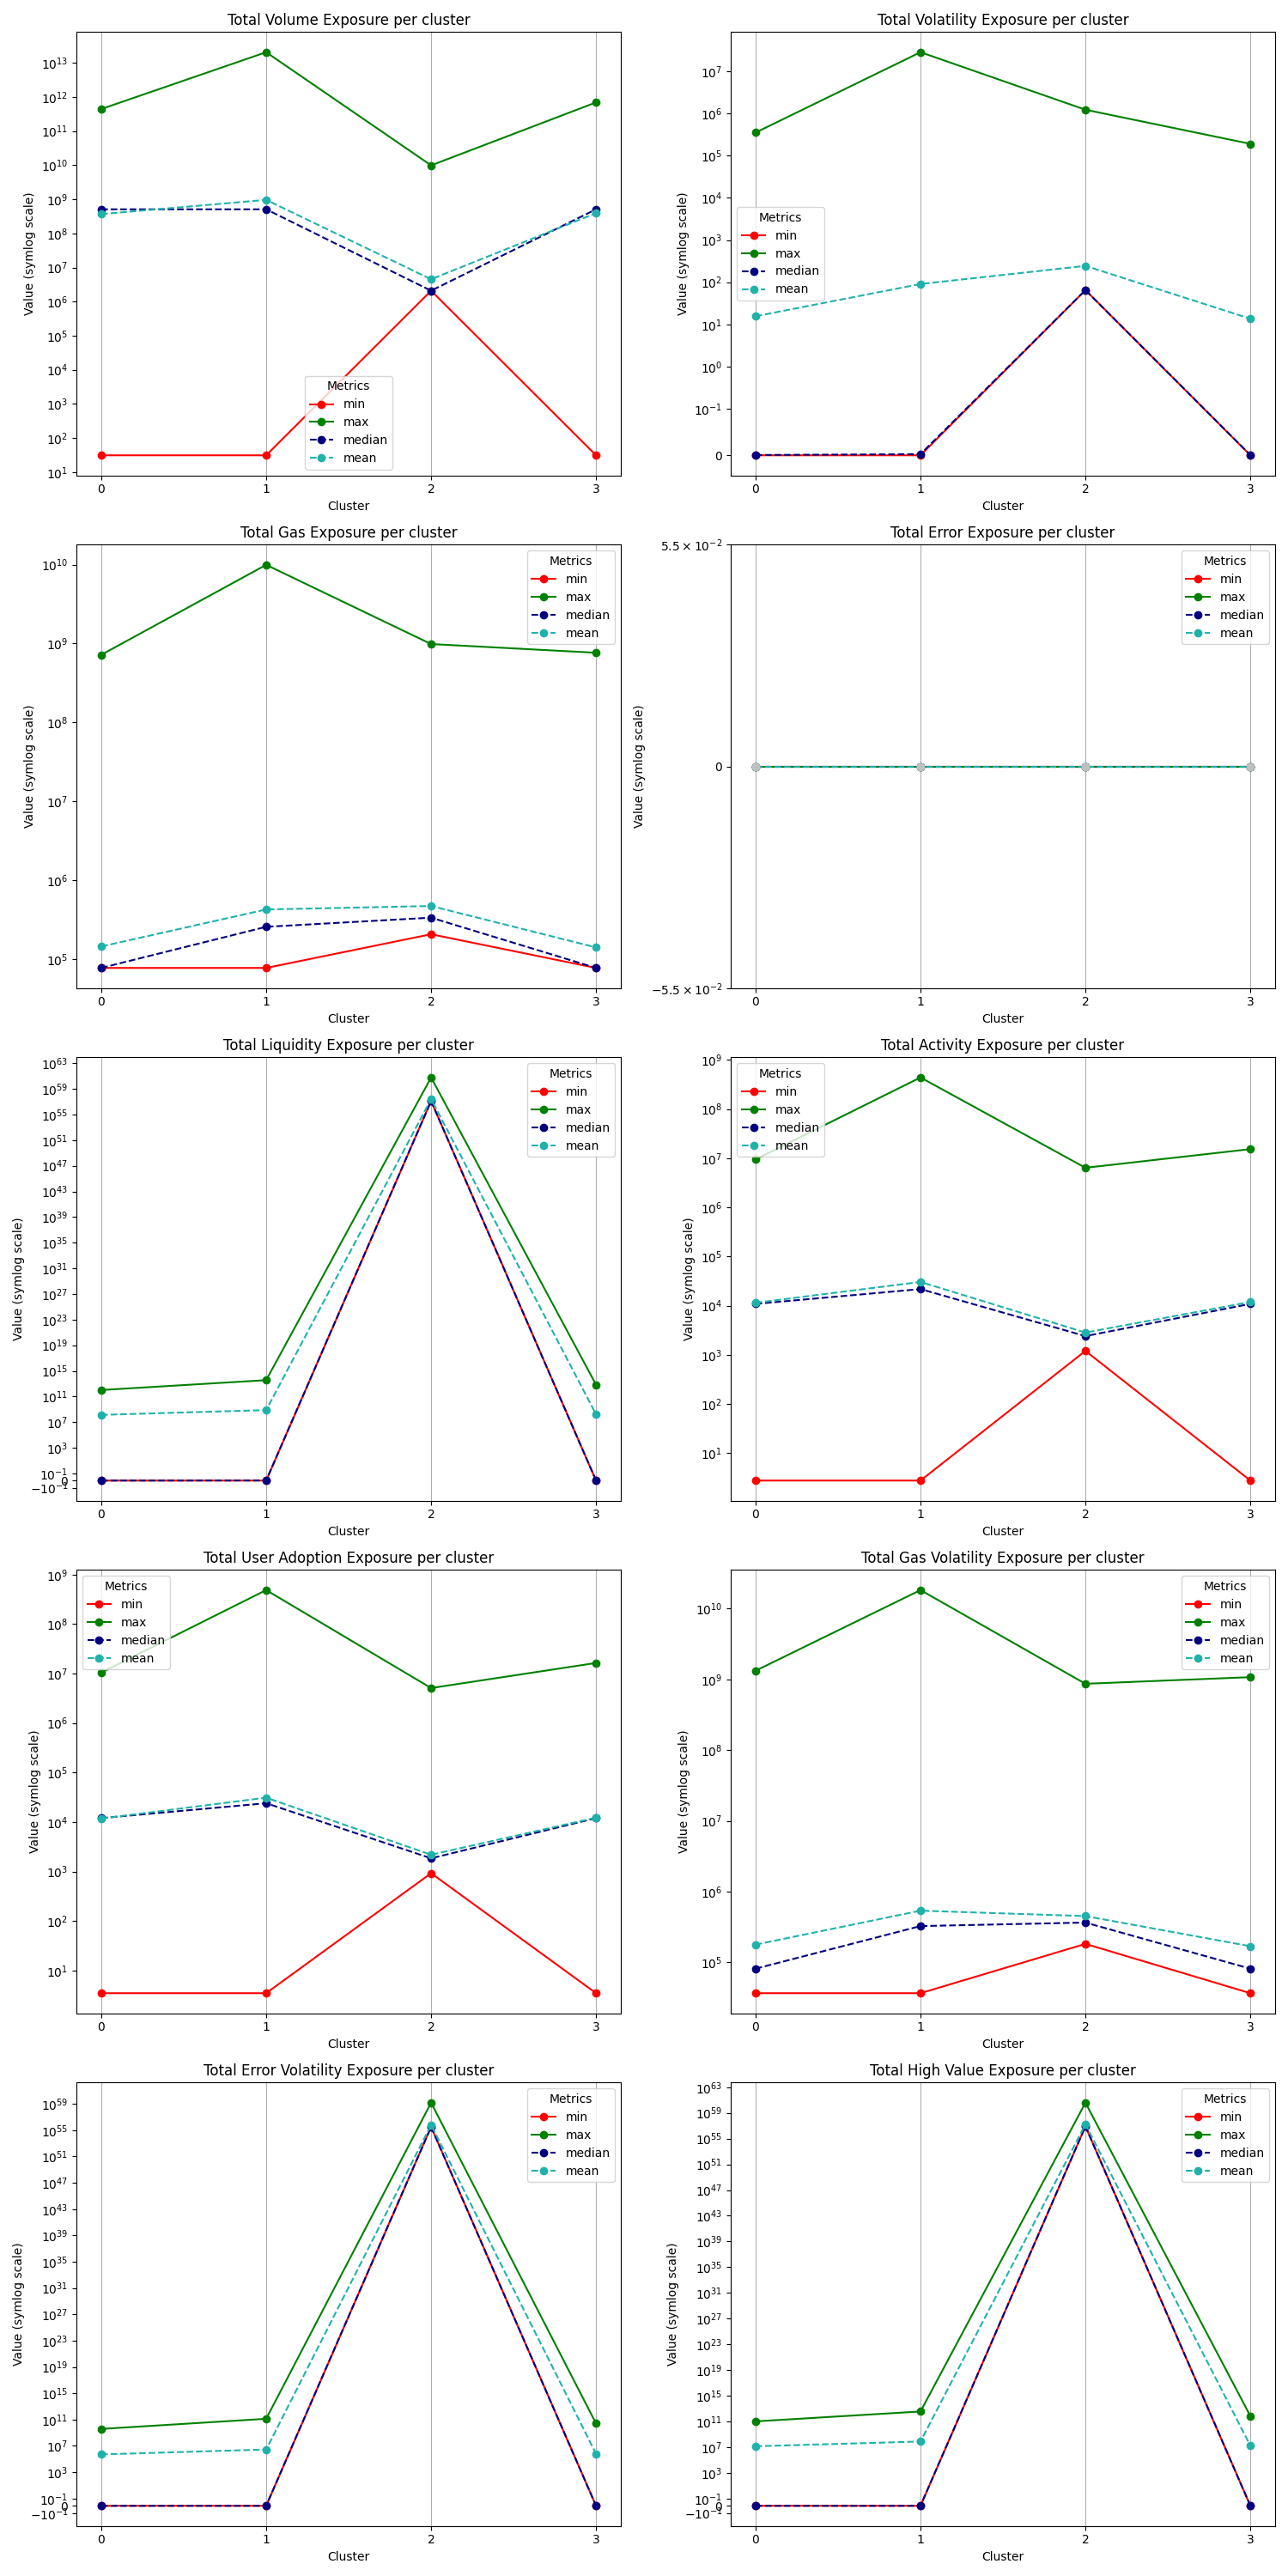 Total Volume Exposure per cluster
Value (symlog scale)
10^13
10^12
10^11
10^10
10^9
10^8
10^7
10^6
10^5
10^4
10^3
10^2
10^1
Metrics
min
max
median
mean
0 1 2 3
Cluster
Total Volatility Exposure per cluster
Value (symlog scale)
10^7
10^6
10^5
10^4
10^3
10^2
10^1
10^0
10^-1
0
Metrics
min
max
median
mean
0 1 2 3
Cluster
Total Gas Exposure per cluster
Value (symlog scale)
10^10
10^9
10^8
10^7
10^6
10^5
Metrics
min
max
median
mean
0 1 2 3
Cluster
Total Error Exposure per cluster
Value (symlog scale)
5.5 × 10^-2
0
−5.5 × 10^-2
Metrics
min
max
median
mean
0 1 2 3
Cluster
Total Liquidity Exposure per cluster
Value (symlog scale)
10^63
10^59
10^55
10^51
10^47
10^43
10^39
10^35
10^31
10^27
10^23
10^19
10^15
10^11
10^7
10^3
10^-1
0
−10^-1
Metrics
min
max
median
mean
0 1 2 3
Cluster
Total Activity Exposure per cluster
Value (symlog scale)
10^9
10^8
10^7
10^6
10^5
10^4
10^3
10^2
10^1
Metrics
min
max
median
mean
0 1 2 3
Cluster
Total User Adoption Exposure per cluster
Value (symlog scale)
10^9
10^8
10^7
10^6
10^5
10^4
10^3
10^2
10^1
Metrics
min
max
median
mean
0 1 2 3
Cluster
Total Gas Volatility Exposure per cluster
Value (symlog scale)
10^10
10^9
10^8
10^7
10^6
10^5
Metrics
min
max
median
mean
0 1 2 3
Cluster
Total Error Volatility Exposure per cluster
Value (symlog scale)
10^59
10^55
10^51
10^47
10^43
10^39
10^35
10^31
10^27
10^23
10^19
10^15
10^11
10^7
10^3
10^-1
0
−10^-1
Metrics
min
max
median
mean
0 1 2 3
Cluster
Total High Value Exposure per cluster
Value (symlog scale)
10^63
10^59
10^55
10^51
10^47
10^43
10^39
10^35
10^31
10^27
10^23
10^19
10^15
10^11
10^7
10^3
10^-1
0
−10^-1
Metrics
min
max
median
mean
0 1 2 3
Cluster